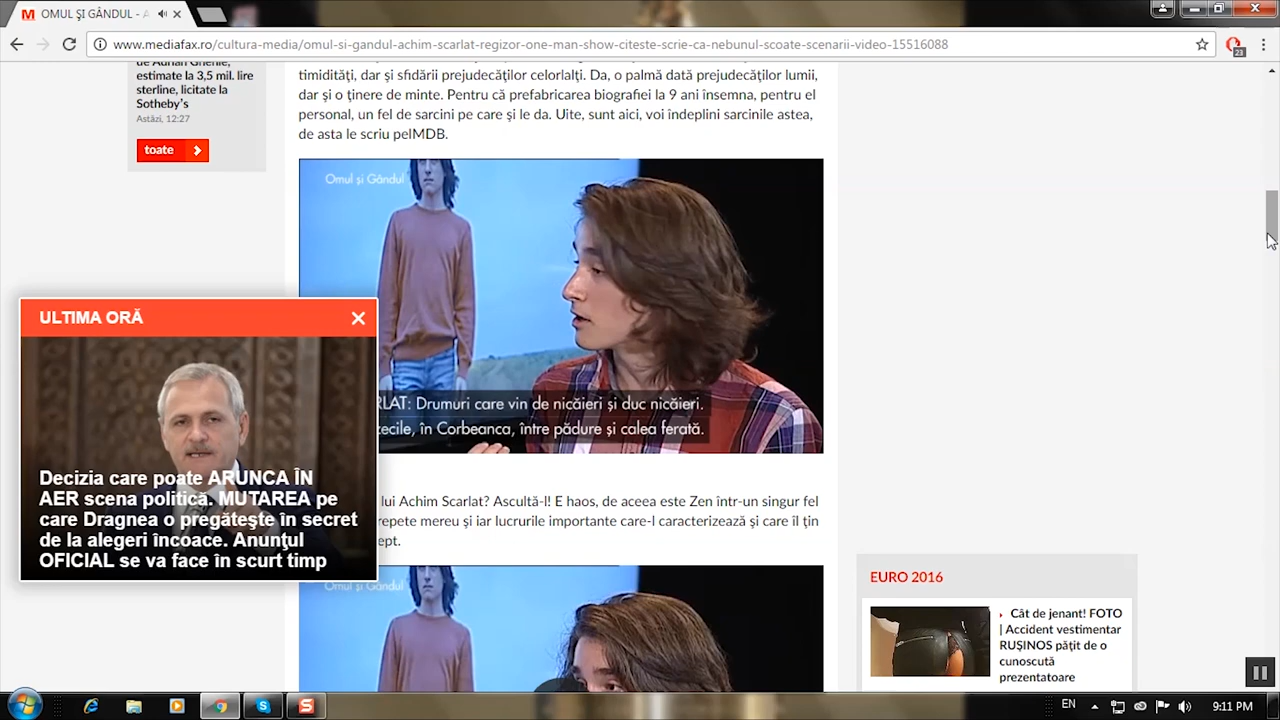 OMUL ŞI GÂNDUL - A
www.mediafax.ro/cultura-media/omul-si-gandul-achim-scarlat-regizor-one-man-show-citeste-scrie-ca-nebunul-scoate-scenarii-video-15516088
23
estimate la 3,5 mil. lire
sterline, licitate la
Sotheby's
Astăzi, 12:27
toate
timidităţi, dar şi sfidării prejudecăţilor celorlalţi. Da, o palmă dată prejudecăţilor lumii,
dar şi o ţinere de minte. Pentru că prefabricarea biografiei la 9 ani însemna, pentru el
personal, un fel de sarcini pe care şi le da. Uite, sunt aici, voi îndeplini sarcinile astea,
de asta le scriu peIMDB.
Omul și Gândul
RLAT: Drumuri care vin de nicăieri și duc nicăieri.
tecile, în Corbeanca, între pădure și calea ferată.
ULTIMA ORĂ
Decizia care poate ARUNCA ÎN
AER scena politică. MUTAREA pe
care Dragnea o pregăteşte în secret
de la alegeri încoace. Anunţul
OFICIAL se va face în scurt timp
lui Achim Scarlat? Ascultă-l! E haos, de aceea este Zen într-un singur fel
repete mereu şi iar lucrurile importante care-l caracterizează şi care îl ţin
ept.
Omul și Gândul
EURO 2016
Cât de jenant! FOTO
| Accident vestimentar
RUŞINOS păţit de o
cunoscută
prezentatoare
EN
9:11 PM